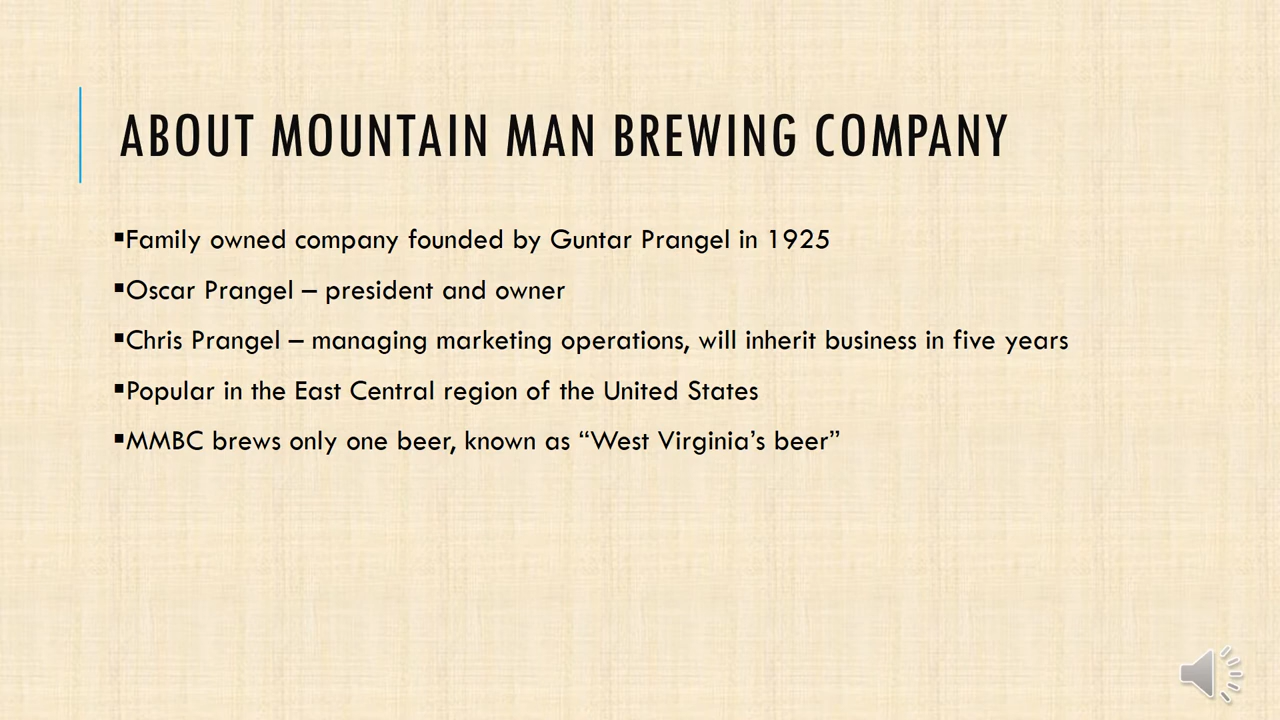 ABOUT MOUNTAIN MAN BREWING COMPANY
▪Family owned company founded by Guntar Prangel in 1925
▪Oscar Prangel – president and owner
▪Chris Prangel – managing marketing operations, will inherit business in five years
▪Popular in the East Central region of the United States
▪MMBC brews only one beer, known as “West Virginia’s beer”